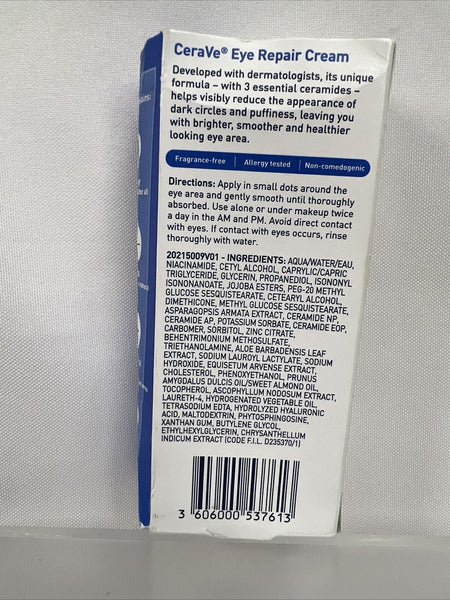 CeraVe® Eye Repair Cream
Developed with dermatologists, its unique
formula – with 3 essential ceramides –
helps visibly reduce the appearance of
dark circles and puffiness, leaving you
with brighter, smoother and healthier
looking eye area.
Fragrance-free | Allergy tested | Non-comedogenic
Directions: Apply in small dots around the
eye area and gently smooth until thoroughly
absorbed. Use alone or under makeup twice
a day in the AM and PM. Avoid direct contact
with eyes. If contact with eyes occurs, rinse
thoroughly with water.
20215009V01 - INGREDIENTS: AQUA/WATER/EAU,
NIACINAMIDE, CETYL ALCOHOL, CAPRYLIC/CAPRIC
TRIGLYCERIDE, GLYCERIN, PROPANEDIOL, ISONONYL
ISONONANOATE, JOJOBA ESTERS, PEG-20 METHYL
GLUCOSE SESQUISTEARATE, CETEARYL ALCOHOL,
DIMETHICONE, METHYL GLUCOSE SESQUISTEARATE,
ASPARAGOPSIS ARMATA EXTRACT, CERAMIDE NP,
CERAMIDE AP, POTASSIUM SORBATE, CERAMIDE EOP,
CARBOMER, SORBITOL, ZINC CITRATE,
BEHENTRIMONIUM METHOSULFATE,
TRIETHANOLAMINE, ALOE BARBADENSIS LEAF
EXTRACT, SODIUM LAUROYL LACTYLATE, SODIUM
HYDROXIDE, EQUISETUM ARVENSE EXTRACT,
CHOLESTEROL, PHENOXYETHANOL, PRUNUS
AMYGDALUS DULCIS OIL/SWEET ALMOND OIL,
TOCOPHEROL, ASCOPHYLLUM NODOSUM EXTRACT,
LAURETH-4, HYDROGENATED VEGETABLE OIL,
TETRASODIUM EDTA, HYDROLYZED HYALURONIC
ACID, MALTODEXTRIN, PHYTOSPHINGOSINE,
XANTHAN GUM, BUTYLENE GLYCOL,
ETHYLHEXYLGLYCERIN, CHRYSANTHELLUM
INDICUM EXTRACT (CODE F.I.L. D235370/1)
3 606000 537613